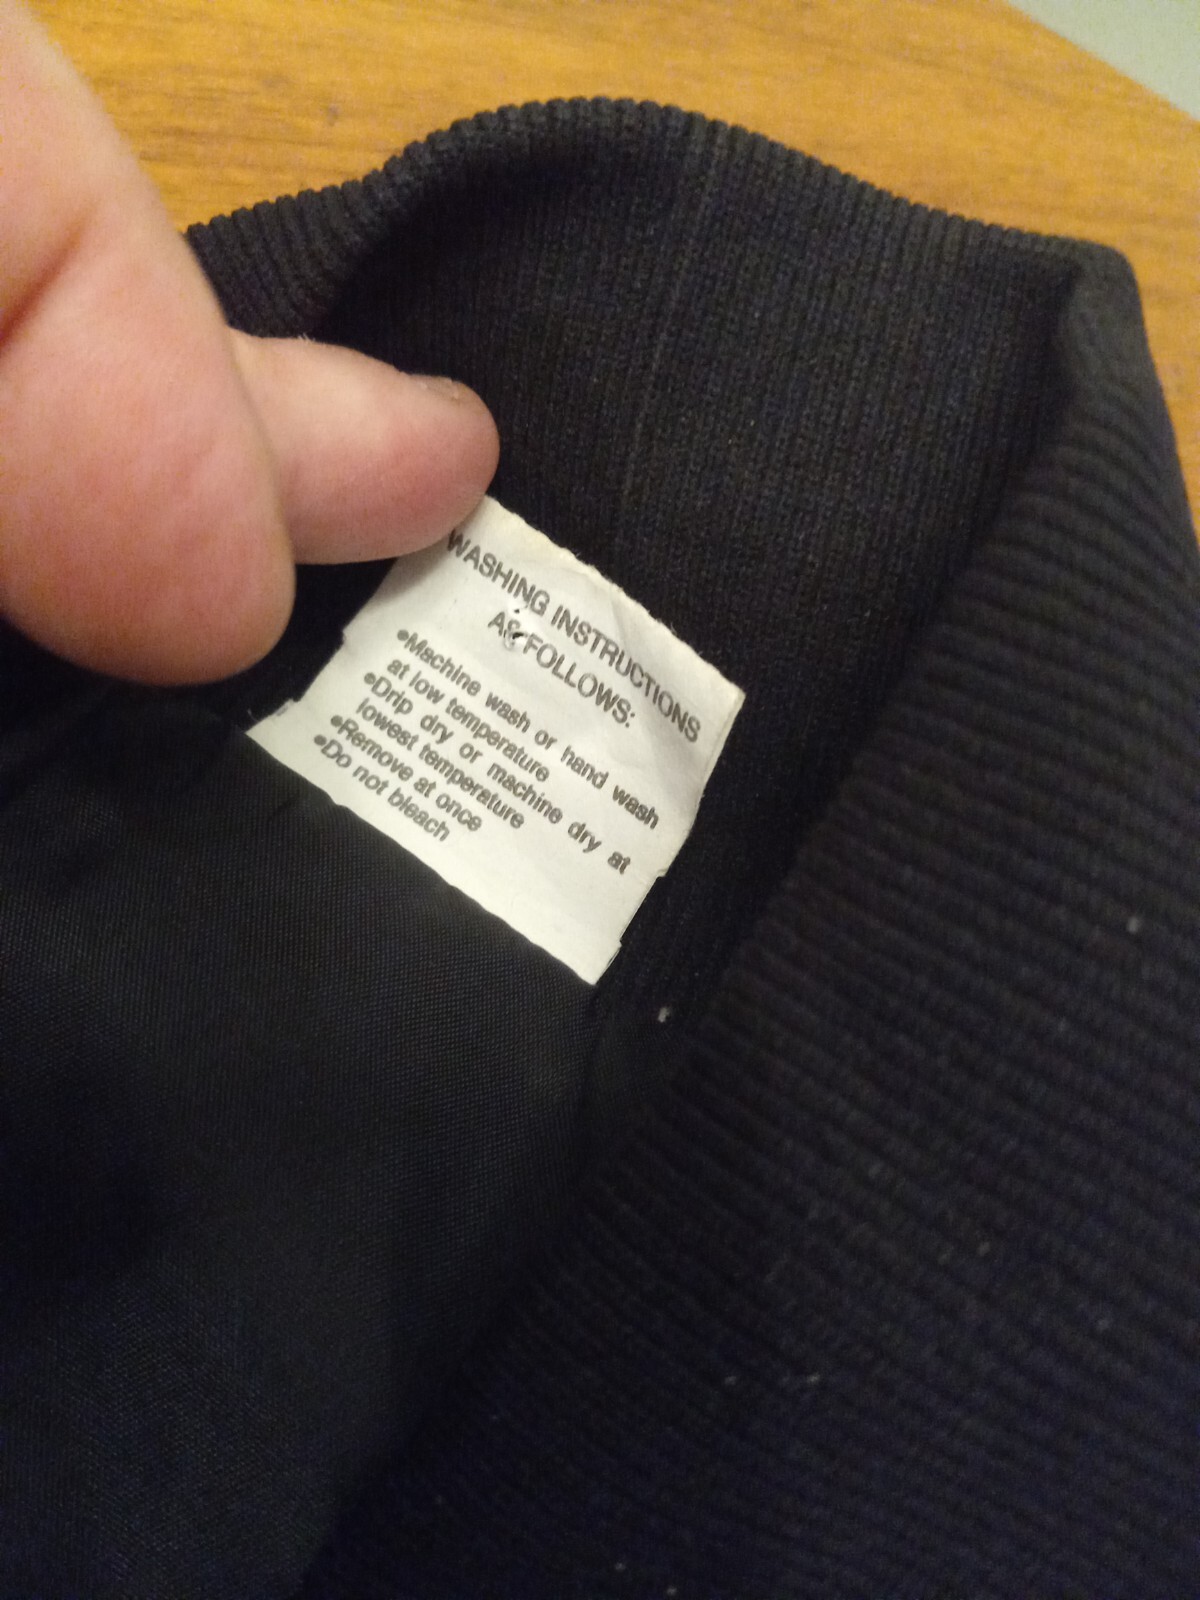 WASHING INSTRUCTIONS
AS FOLLOWS:
•Machine wash or hand wash
at low temperature
•Drip dry or machine dry at
lowest temperature
•Remove at once
•Do not bleach